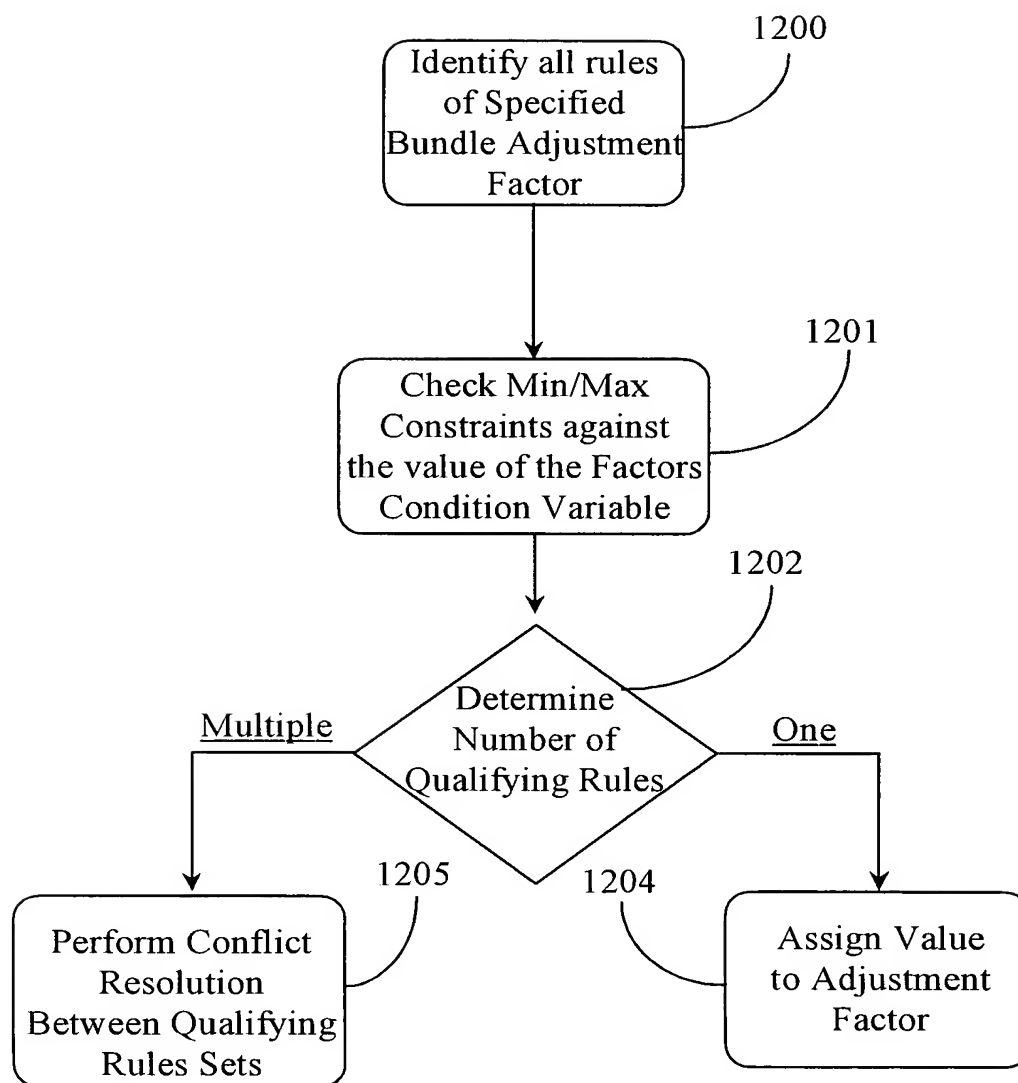 1200
Identify all rules
of Specified
Bundle Adjustment
Factor
1201
Check Min/Max
Constraints against
the value of the Factors
Condition Variable
1202
Determine
Number of
Qualifying Rules
Multiple
One
1205
1204
Perform Conflict
Resolution
Between Qualifying
Rules Sets
Assign Value
to Adjustment
Factor